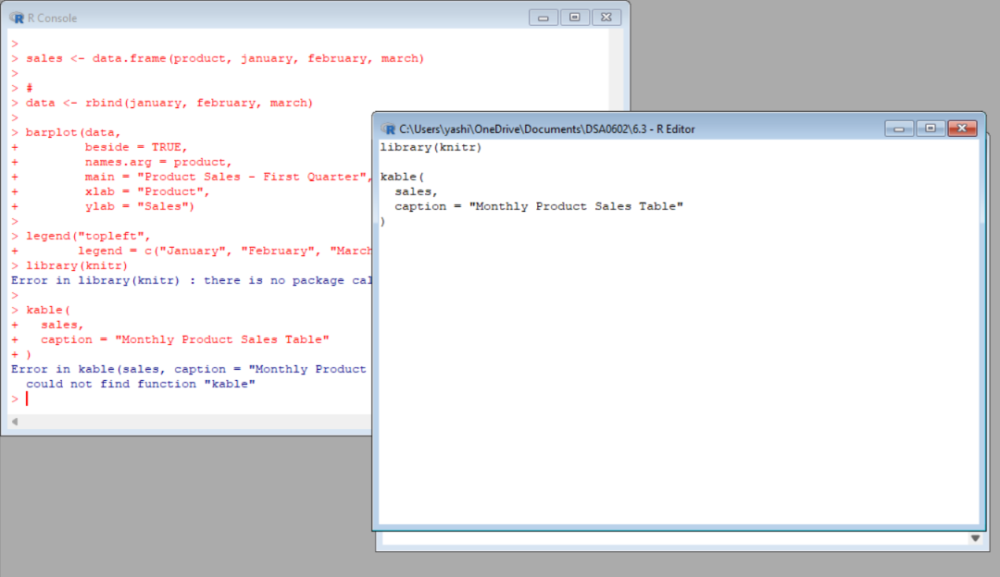 R Console
>
> sales <- data.frame(product, january, february, march)
>
> #
> data <- rbind(january, february, march)
>
> barplot(data,
+         beside = TRUE,
+         names.arg = product,
+         main = "Product Sales - First Quarter",
+         xlab = "Product",
+         ylab = "Sales")
>
> legend("topleft",
+        legend = c("January", "February", "March
> library(knitr)
Error in library(knitr) : there is no package cal
>
> kable(
+   sales,
+   caption = "Monthly Product Sales Table"
+ )
Error in kable(sales, caption = "Monthly Product
  could not find function "kable"
>
C:\Users\yashi\OneDrive\Documents\DSA0602\6.3 - R Editor
library(knitr)

kable(
  sales,
  caption = "Monthly Product Sales Table"
)